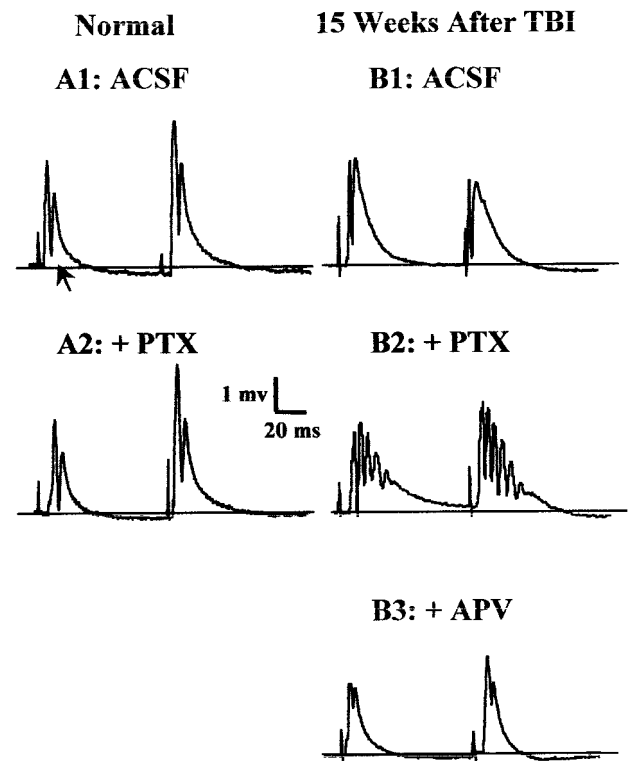 Normal
15 Weeks After TBI
A1: ACSF
B1: ACSF
A2: + PTX
B2: + PTX
1 mv
20 ms
B3: + APV